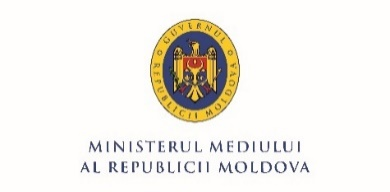 GUVERNUL
REPUBLICII MOLDOVA
MINISTERUL MEDIULUI
AL REPUBLICII MOLDOVA